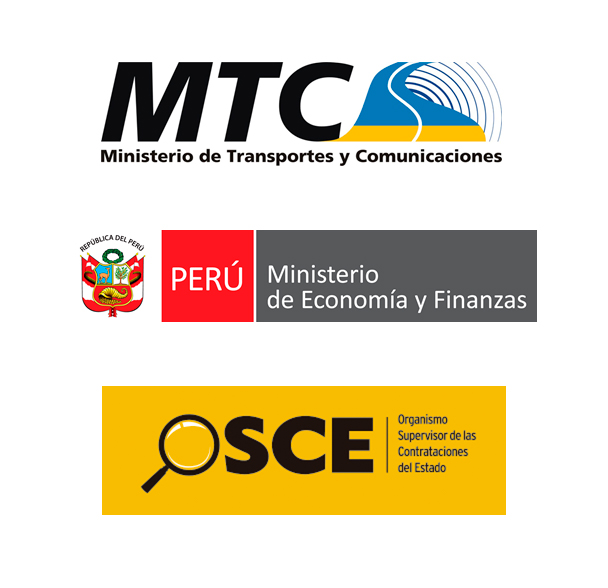 MTC
Ministerio de Transportes y Comunicaciones
REPÚBLICA DEL PERÚ
PERÚ
Ministerio
de Economía y Finanzas
OSCE
Organismo
Supervisor de las
Contrataciones
del Estado